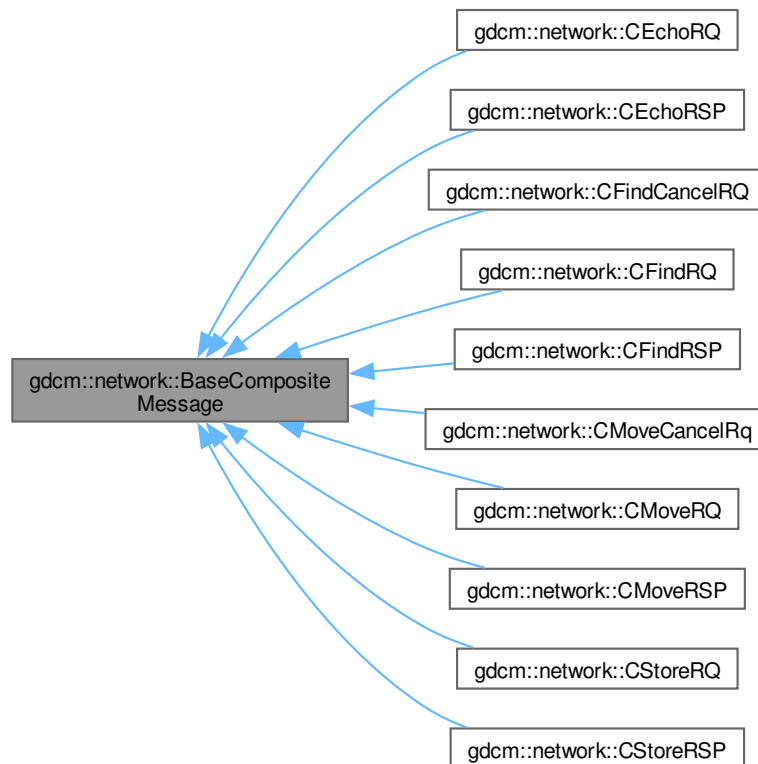 gdcm::network::CEchoRQ
gdcm::network::CEchoRSP
gdcm::network::CFindCancelRQ
gdcm::network::CFindRQ
gdcm::network::CFindRSP
gdcm::network::BaseComposite
Message
gdcm::network::CMoveCancelRq
gdcm::network::CMoveRQ
gdcm::network::CMoveRSP
gdcm::network::CStoreRQ
gdcm::network::CStoreRSP